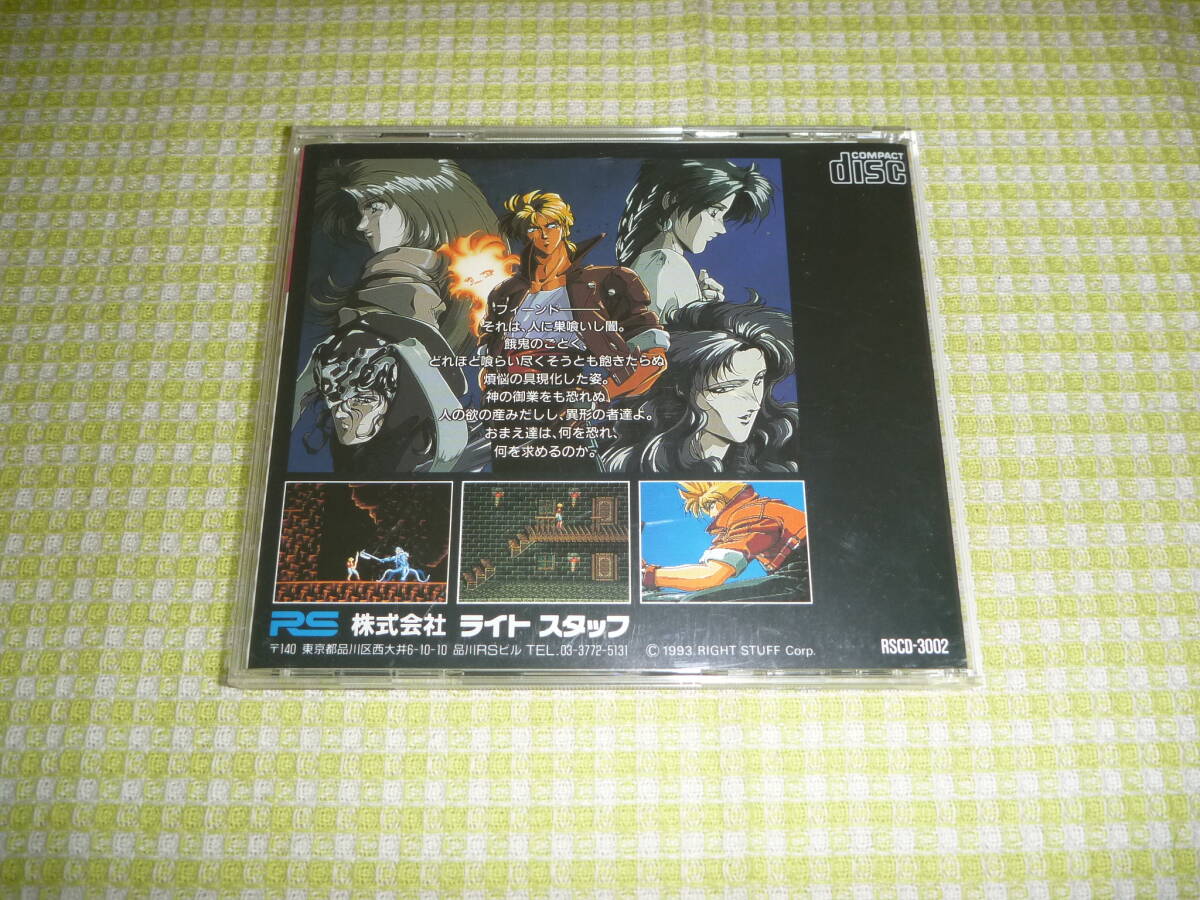 COMPACT
disc
フィーンド――
それは、人に巣喰いし闇。
餓鬼のごとく、
どれほど喰らい尽くそうとも飽きたらぬ
煩悩の具現化した姿。
神の御業をも恐れぬ、
人の欲の産みだしし、異形の者達よ。
おまえ達は、何を恐れ、
何を求めるのか。
RS 株式会社 ライト スタッフ
〒140 東京都品川区西大井6-10-10 品川RSビル TEL.03-3772-5131 © 1993 RIGHT STUFF Corp.
RSCD-3002